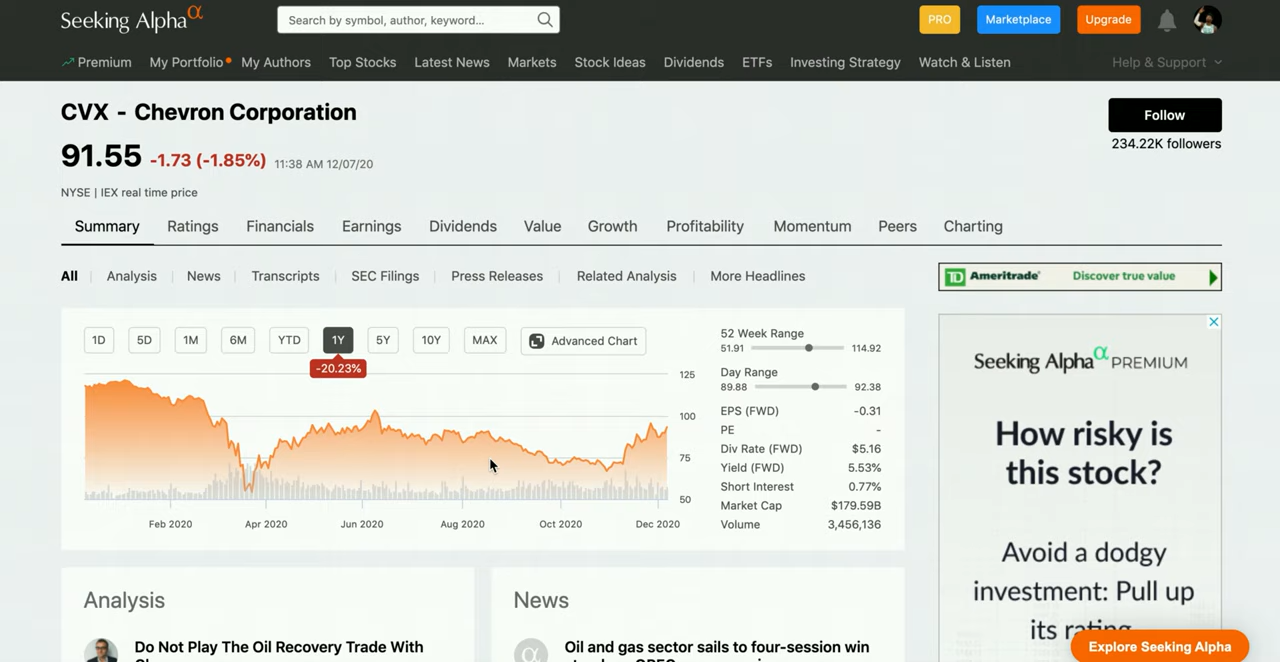 Seeking Alpha α
Search by symbol, author, keyword...
PRO
Marketplace
Upgrade
Premium
My Portfolio
My Authors
Top Stocks
Latest News
Markets
Stock Ideas
Dividends
ETFs
Investing Strategy
Watch & Listen
Help & Support
CVX - Chevron Corporation
Follow
234.22K followers
91.55 -1.73 (-1.85%) 11:38 AM 12/07/20
NYSE | IEX real time price
Summary
Ratings
Financials
Earnings
Dividends
Value
Growth
Profitability
Momentum
Peers
Charting
All
Analysis
News
Transcripts
SEC Filings
Press Releases
Related Analysis
More Headlines
1D
5D
1M
6M
YTD
1Y
5Y
10Y
MAX
Advanced Chart
-20.23%
125
100
75
50
Feb 2020
Apr 2020
Jun 2020
Aug 2020
Oct 2020
Dec 2020
52 Week Range
51.91 114.92
Day Range
89.88 92.38
EPS (FWD) -0.31
PE -
Div Rate (FWD) $5.16
Yield (FWD) 5.53%
Short Interest 0.77%
Market Cap $179.59B
Volume 3,456,136
TD Ameritrade Discover true value
Seeking Alpha α PREMIUM
How risky is
this stock?
Avoid a dodgy
investment: Pull up
its rating
Explore Seeking Alpha
Analysis
Do Not Play The Oil Recovery Trade With
News
Oil and gas sector sails to four-session win